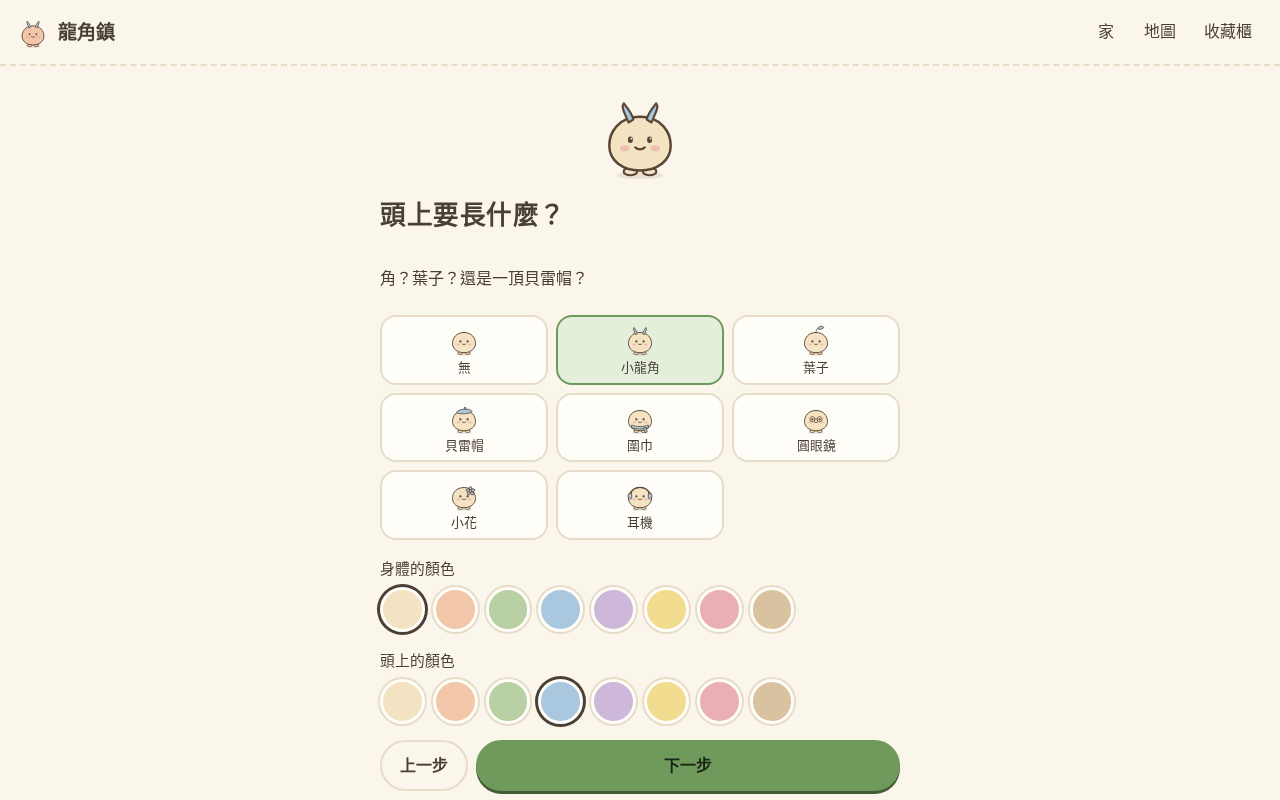 龍角鎮
家 地圖 收藏櫃
頭上要長什麼？
角？葉子？還是一頂貝雷帽？
無 小龍角 葉子
貝雷帽 圍巾 圓眼鏡
小花 耳機
身體的顏色
頭上的顏色
上一步 下一步